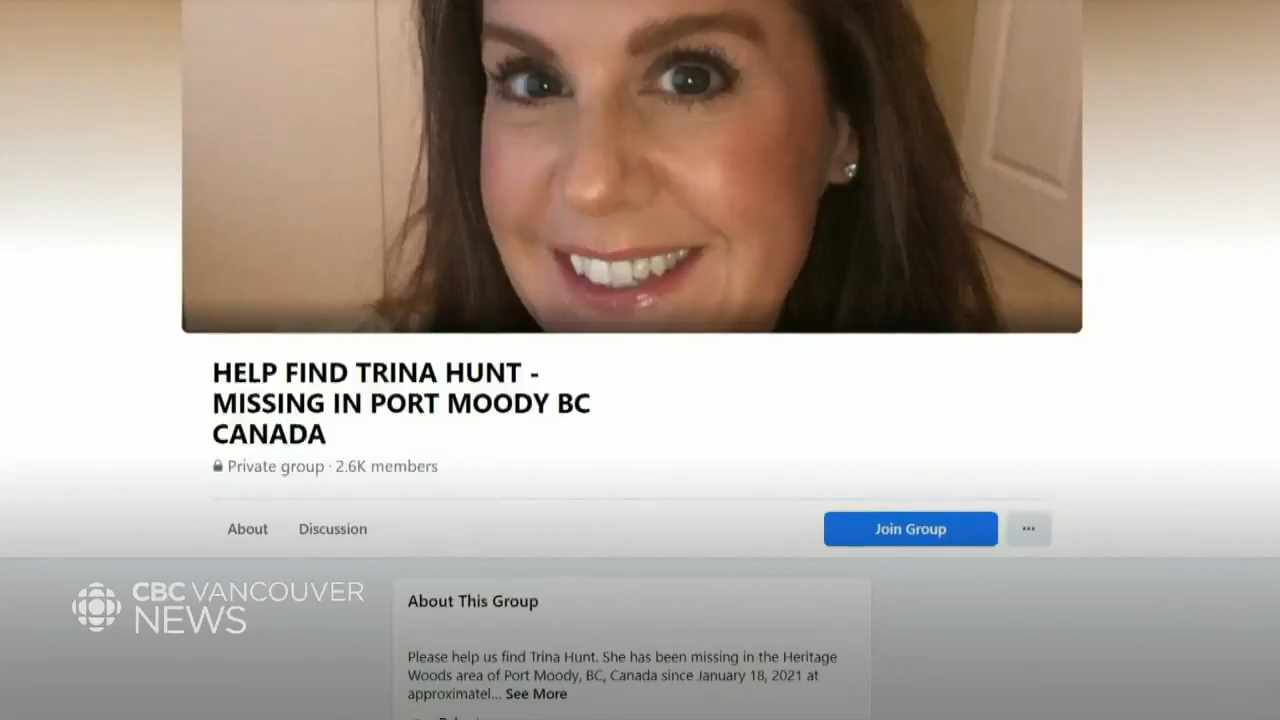 HELP FIND TRINA HUNT -
MISSING IN PORT MOODY BC
CANADA
Private group · 2.6K members
About
Discussion
Join Group
...
CBC VANCOUVER
NEWS
About This Group
Please help us find Trina Hunt. She has been missing in the Heritage
Woods area of Port Moody, BC, Canada since January 18, 2021 at
approximatel... See More